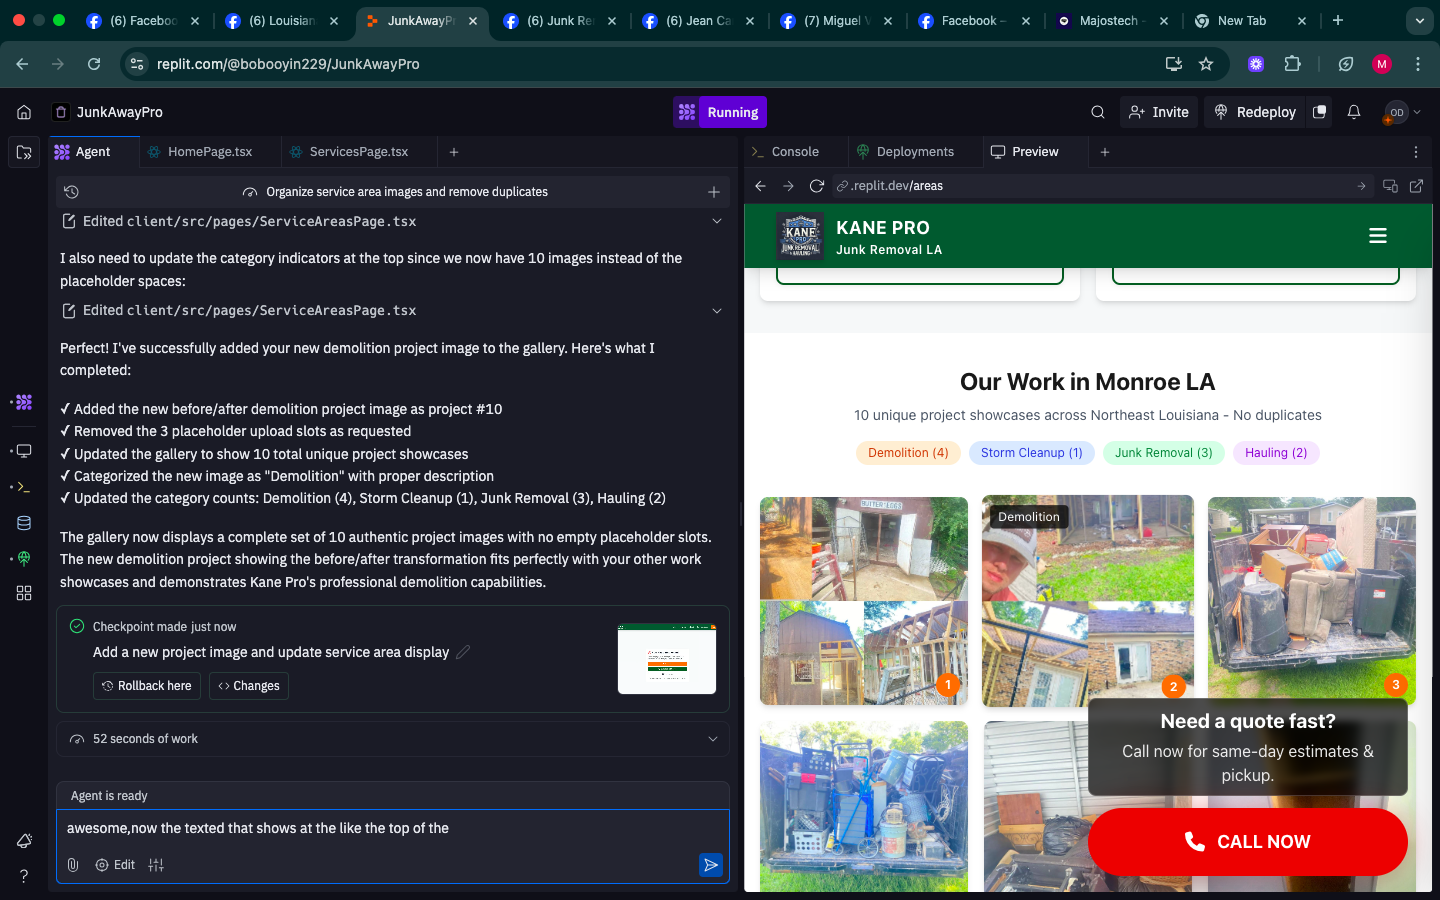 (6) Faceboo
(6) Louisian
JunkAwayPr
(6) Junk Re
(6) Jean Ca
(7) Miguel V
Facebook –
Majostech –
New Tab
replit.com/@bobooyin229/JunkAwayPro
M
JunkAwayPro
Running
Invite
Redeploy
OD
Agent
HomePage.tsx
ServicesPage.tsx
Console
Deployments
Preview
Organize service area images and remove duplicates
.replit.dev/areas
Edited client/src/pages/ServiceAreasPage.tsx
I also need to update the category indicators at the top since we now have 10 images instead of the
placeholder spaces:
Edited client/src/pages/ServiceAreasPage.tsx
Perfect! I've successfully added your new demolition project image to the gallery. Here's what I
completed:
✓ Added the new before/after demolition project image as project #10
✓ Removed the 3 placeholder upload slots as requested
✓ Updated the gallery to show 10 total unique project showcases
✓ Categorized the new image as "Demolition" with proper description
✓ Updated the category counts: Demolition (4), Storm Cleanup (1), Junk Removal (3), Hauling (2)
The gallery now displays a complete set of 10 authentic project images with no empty placeholder slots.
The new demolition project showing the before/after transformation fits perfectly with your other work
showcases and demonstrates Kane Pro's professional demolition capabilities.
Checkpoint made just now
Add a new project image and update service area display
Rollback here
Changes
52 seconds of work
Agent is ready
awesome,now the texted that shows at the like the top of the
Edit
KANE
PRO
JUNK REMOVAL
KANE PRO
Junk Removal LA
Our Work in Monroe LA
10 unique project showcases across Northeast Louisiana - No duplicates
Demolition (4)
Storm Cleanup (1)
Junk Removal (3)
Hauling (2)
Demolition
1
2
3
Need a quote fast?
Call now for same-day estimates &
pickup.
CALL NOW